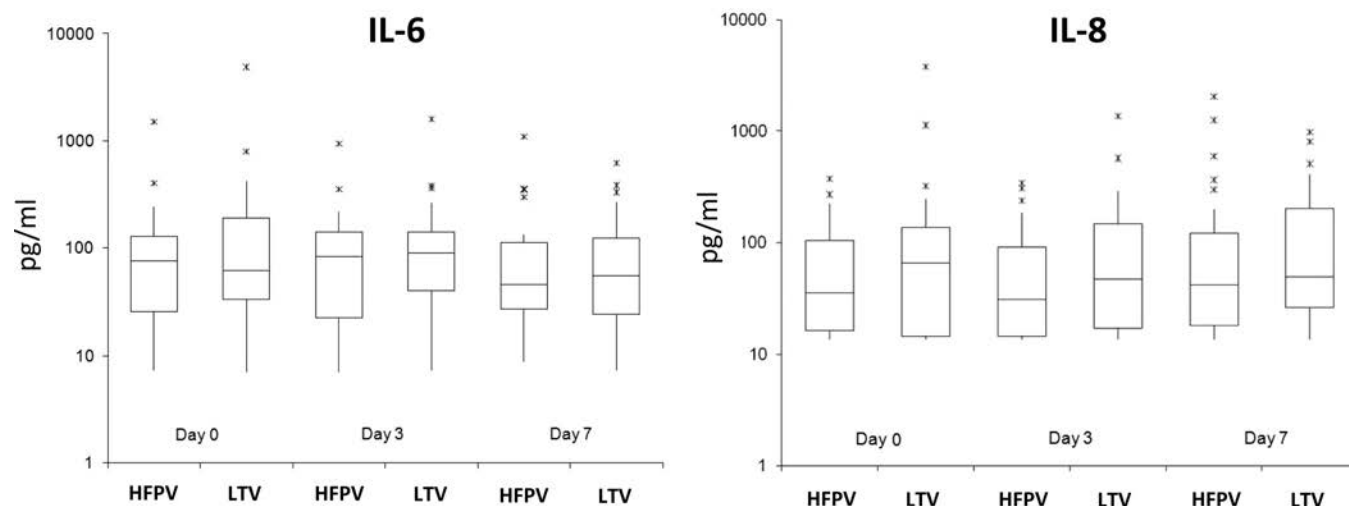 IL-6
10000
1000
100
10
1
pg/ml
Day 0
Day 3
Day 7
HFPV
LTV
HFPV
LTV
HFPV
LTV
IL-8
10000
1000
100
10
1
pg/ml
Day 0
Day 3
Day 7
HFPV
LTV
HFPV
LTV
HFPV
LTV